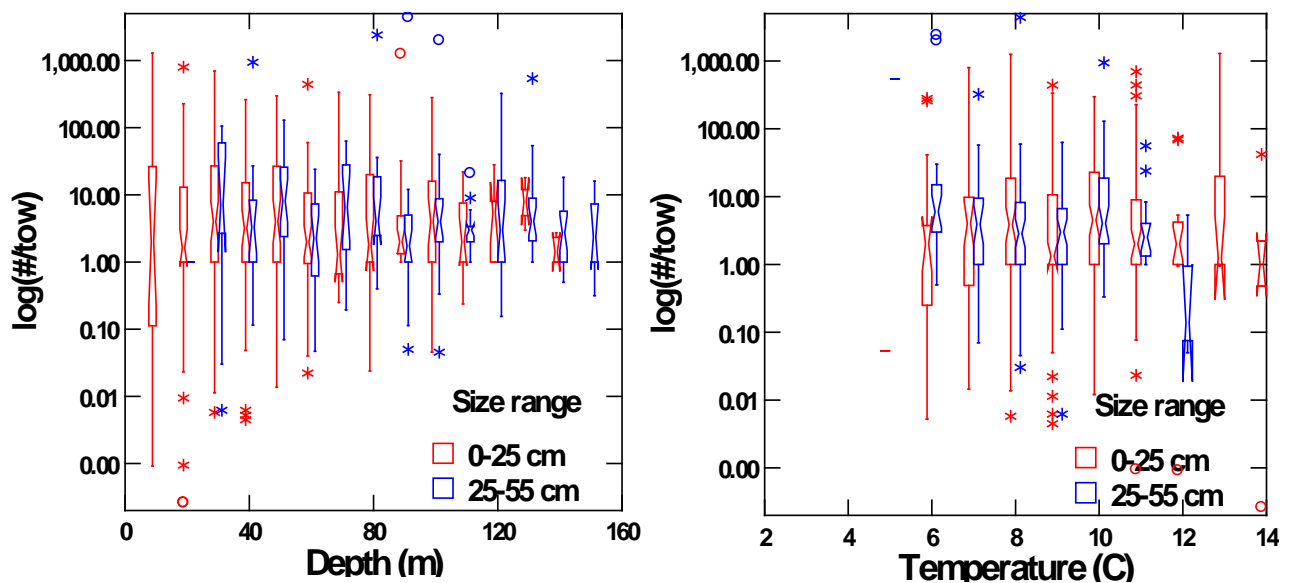 1,000.00
100.00
10.00
1.00
0.10
0.01
0.00
log(#/tow)
Size range
0-25 cm
25-55 cm
0 40 80 120 160
Depth (m)
1,000.00
100.00
10.00
1.00
0.10
0.01
0.00
log(#/tow)
Size range
0-25 cm
25-55 cm
2 4 6 8 10 12 14
Temperature (C)